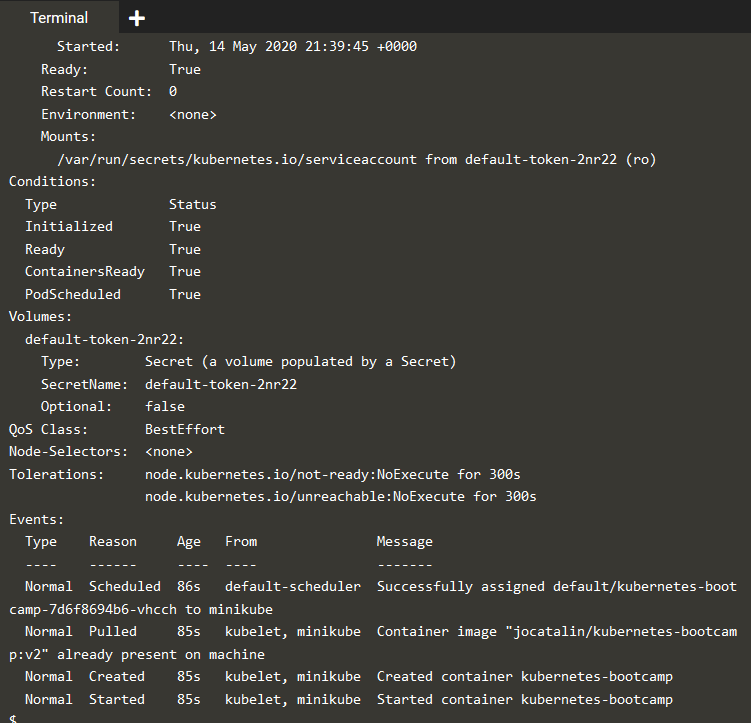 Terminal +
Started: Thu, 14 May 2020 21:39:45 +0000
Ready: True
Restart Count: 0
Environment: <none>
Mounts:
/var/run/secrets/kubernetes.io/serviceaccount from default-token-2nr22 (ro)
Conditions:
Type Status
Initialized True
Ready True
ContainersReady True
PodScheduled True
Volumes:
default-token-2nr22:
Type: Secret (a volume populated by a Secret)
SecretName: default-token-2nr22
Optional: false
QoS Class: BestEffort
Node-Selectors: <none>
Tolerations: node.kubernetes.io/not-ready:NoExecute for 300s
node.kubernetes.io/unreachable:NoExecute for 300s
Events:
Type Reason Age From Message
---- ------ ---- ---- -------
Normal Scheduled 86s default-scheduler Successfully assigned default/kubernetes-boot
camp-7d6f8694b6-vhcch to minikube
Normal Pulled 85s kubelet, minikube Container image "jocatalin/kubernetes-bootcam
p:v2" already present on machine
Normal Created 85s kubelet, minikube Created container kubernetes-bootcamp
Normal Started 85s kubelet, minikube Started container kubernetes-bootcamp
$